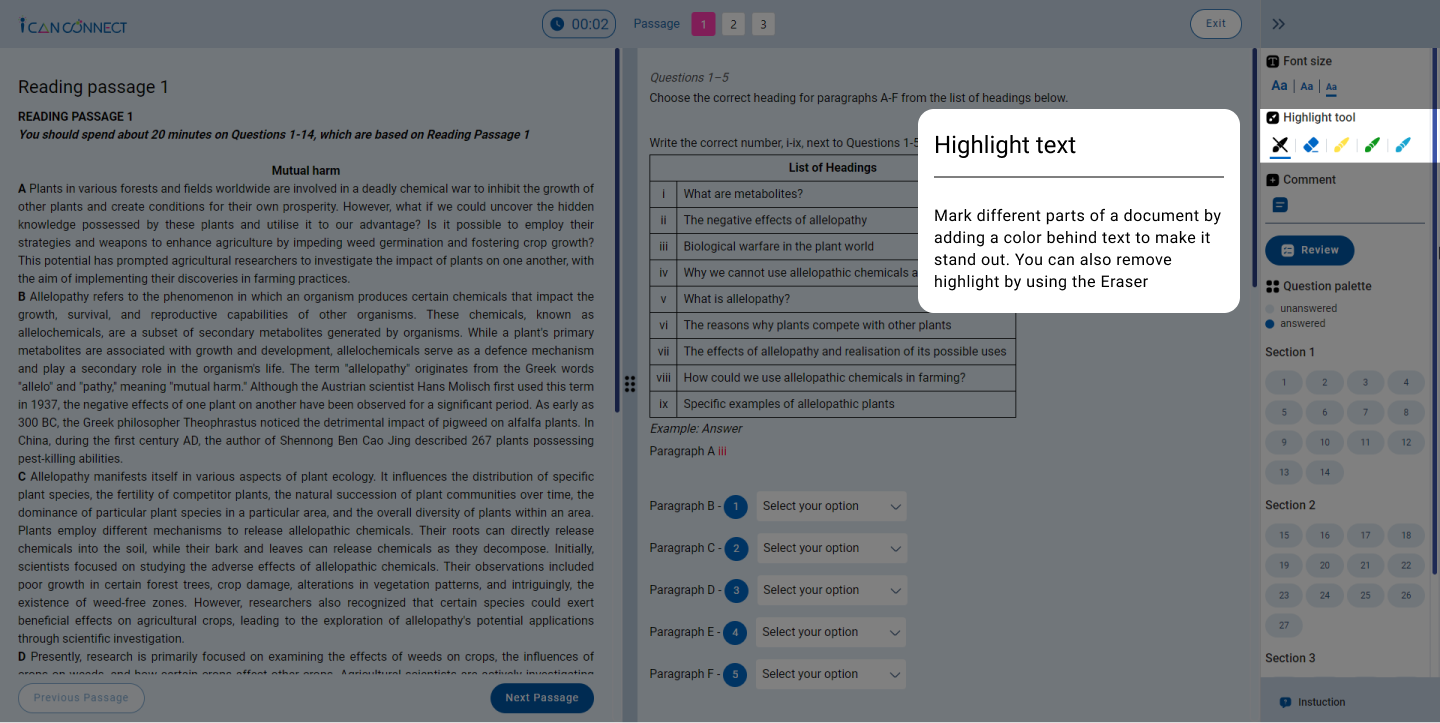 iCAN CONNECT
00:02
Passage 1 2 3
Exit
Reading passage 1
READING PASSAGE 1
You should spend about 20 minutes on Questions 1-14, which are based on Reading Passage 1
Mutual harm
A Plants in various forests and fields worldwide are involved in a deadly chemical war to inhibit the growth of
other plants and create conditions for their own prosperity. However, what if we could uncover the hidden
knowledge possessed by these plants and utilise it to our advantage? Is it possible to employ their
strategies and weapons to enhance agriculture by impeding weed germination and fostering crop growth?
This potential has prompted agricultural researchers to investigate the impact of plants on one another, with
the aim of implementing their discoveries in farming practices.
B Allelopathy refers to the phenomenon in which an organism produces certain chemicals that impact the
growth, survival, and reproductive capabilities of other organisms. These chemicals, known as
allelochemicals, are a subset of secondary metabolites generated by organisms. While a plant's primary
metabolites are associated with growth and development, allelochemicals serve as a defence mechanism
and play a secondary role in the organism's life. The term "allelopathy" originates from the Greek words
"allelo" and "pathy," meaning "mutual harm." Although the Austrian scientist Hans Molisch first used this term
in 1937, the negative effects of one plant on another have been observed for a significant period. As early as
300 BC, the Greek philosopher Theophrastus noticed the detrimental impact of pigweed on alfalfa plants. In
China, during the first century AD, the author of Shennong Ben Cao Jing described 267 plants possessing
pest-killing abilities.
C Allelopathy manifests itself in various aspects of plant ecology. It influences the distribution of specific
plant species, the fertility of competitor plants, the natural succession of plant communities over time, the
dominance of particular plant species in a particular area, and the overall diversity of plants within an area.
Plants employ different mechanisms to release allelopathic chemicals. Their roots can directly release
chemicals into the soil, while their bark and leaves can release chemicals as they decompose. Initially,
scientists focused on studying the adverse effects of allelopathic chemicals. Their observations included
poor growth in certain forest trees, crop damage, alterations in vegetation patterns, and intriguingly, the
existence of weed-free zones. However, researchers also recognized that certain species could exert
beneficial effects on agricultural crops, leading to the exploration of allelopathy's potential applications
through scientific investigation.
D Presently, research is primarily focused on examining the effects of weeds on crops, the influences of
crops on weeds, and how certain crops affect other crops. Agricultural scientists are actively investigating
Previous Passage
Next Passage
Questions 1–5
Choose the correct heading for paragraphs A-F from the list of headings below.
Write the correct number, i-ix, next to Questions 1-5
List of Headings
i What are metabolites?
ii The negative effects of allelopathy
iii Biological warfare in the plant world
iv Why we cannot use allelopathic chemicals a
v What is allelopathy?
vi The reasons why plants compete with other plants
vii The effects of allelopathy and realisation of its possible uses
viii How could we use allelopathic chemicals in farming?
ix Specific examples of allelopathic plants
Example: Answer
Paragraph A iii
Paragraph B - 1 Select your option
Paragraph C - 2 Select your option
Paragraph D - 3 Select your option
Paragraph E - 4 Select your option
Paragraph F - 5 Select your option
Highlight text
Mark different parts of a document by
adding a color behind text to make it
stand out. You can also remove
highlight by using the Eraser
Font size
Aa Aa Aa
Highlight tool
Comment
Review
Question palette
unanswered
answered
Section 1
1 2 3 4
5 6 7 8
9 10 11 12
13 14
Section 2
15 16 17 18
19 20 21 22
23 24 25 26
27
Section 3
Instuction